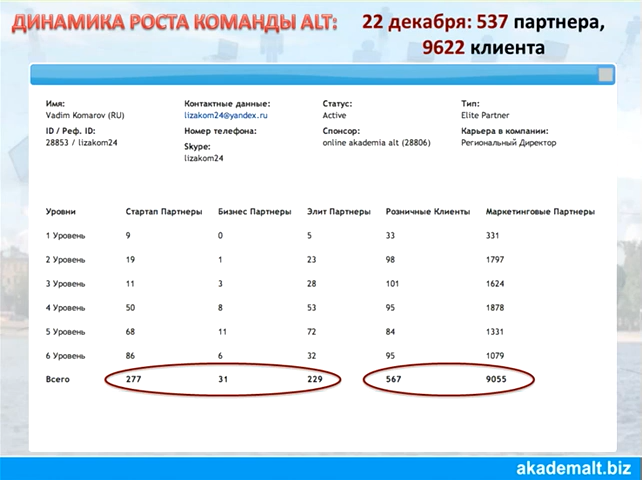 ДИНАМИКА РОСТА КОМАНДЫ ALT:
22 декабря: 537 партнера,
9622 клиента
Имя: Контактные данные: Статус: Тип:
Vadim Komarov (RU) lizakom24@yandex.ru Active Elite Partner
ID / Реф. ID: Номер телефона: Спонсор: Карьера в компании:
28853 / lizakom24 online akademia alt (28806) Региональный Директор
Skype:
lizakom24
Уровни Стартап Партнеры Бизнес Партнеры Элит Партнеры Розничные Клиенты Маркетинговые Партнеры
1 Уровень 9 0 5 33 331
2 Уровень 19 1 23 98 1797
3 Уровень 11 3 28 101 1624
4 Уровень 50 8 53 95 1878
5 Уровень 68 11 72 84 1331
6 Уровень 86 6 32 95 1079
Всего 277 31 229 567 9055
akademalt.biz